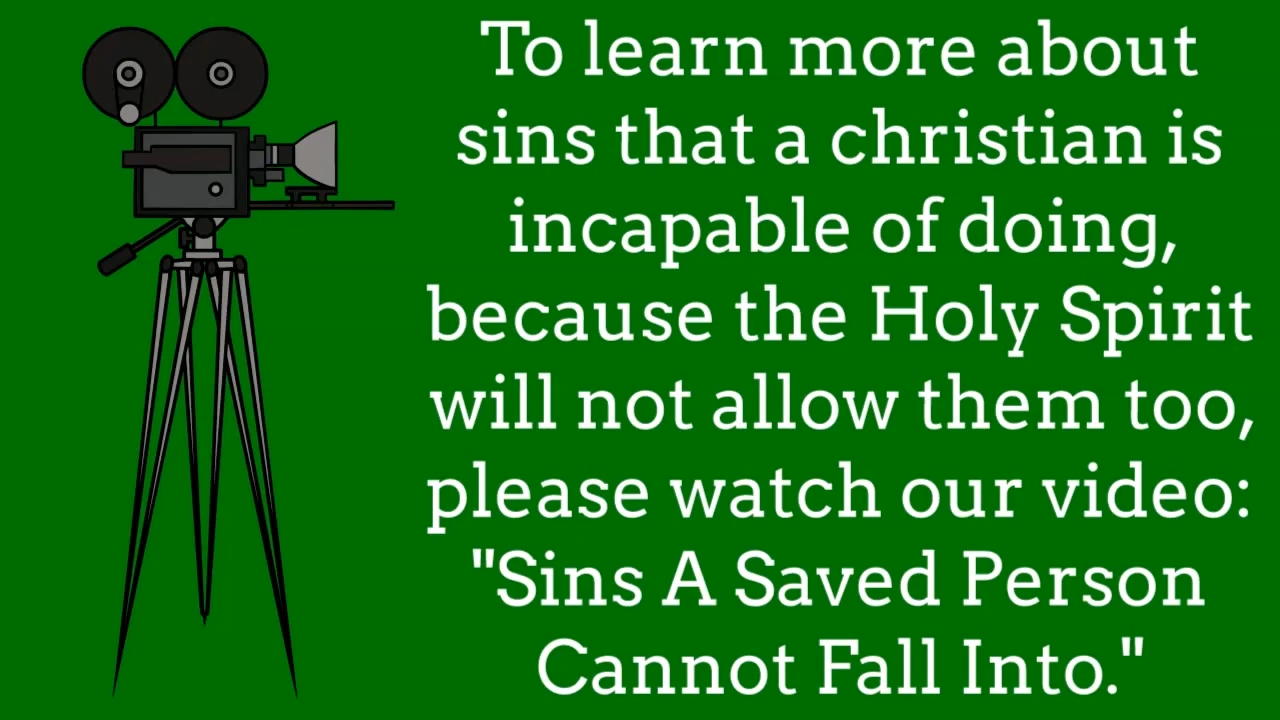 To learn more about
sins that a christian is
incapable of doing,
because the Holy Spirit
will not allow them too,
please watch our video:
"Sins A Saved Person
Cannot Fall Into."